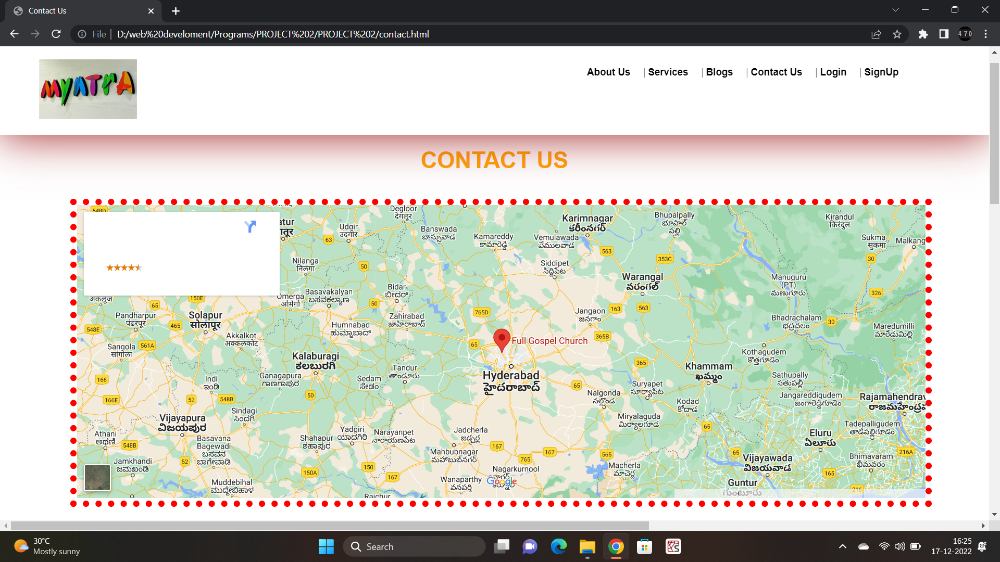 Contact Us
File
D:/web%20develoment/Programs/PROJECT%202/PROJECT%202/contact.html
470
myntra
About Us
| Services
| Blogs
| Contact Us
| Login
| SignUp
CONTACT US
548D
Degloor
देगलूर
Karimnagar
కరీంనగర్
Bhupalpally
భూపాల్
పల్లి
Kirandul
किरंदुल
atur
Udgir
उदगीर
Banswada
బాన్సువాడ
Kamareddy
కామారెడ్డి
Vemulawada
వేములవాడ
Sukma
सुकमा
Malkang
63
563
353C
30
Nilanga
निलंगा
50
Siddipet
సిద్దిపేట
Warangal
వరంగల్
Manuguru
(PT)
మణుగూరు
अकलूज
150E
65
Omerga
ओमेर्गा
Basavakalyan
ಬಸವಕಲ್ಯಾಣ
Bidar
ಬೀದರ್
50
326
Pandharpur
पंढरपूर
Solapur
सोलापूर
465
548E
Zahirabad
జాహీరాబాద్
765D
Jangaon
జనగాం
163
563
Bhadrachalam
భద్రాచలం
30
Maredumilli
మారేడుమిల్లి
Humnabad
ಹುಮ್ನಾಬಾದ್
Akkalkot
अक्कलकोट
Sangola
सांगोला
561A
65
Full Gospel Church
365B
Kalaburagi
ಕಲಬುರಗಿ
Kothagudem
కొత్తగూడెం
365
Khammam
ఖమ్మం
Tandur
తాండూరు
Hyderabad
హైదరాబాద్
Sathupally
సతుపల్లి
166
Indi
ಇಂಡಿ
Ganagapura
ಗಾಣಗಾಪುರ
Sedam
ಸೇಡಂ
65
Suryapet
సూర్యాపేట
Nalgonda
నల్గొండ
Jangareddigudem
జంగారెడ్డిగూడెం
Rajamahendrav
166E
52
548B
50
Kodad
కోదాడ
Sindagi
ಸಿಂದಗಿ
Vijayapura
ವಿಜಯಪುರ
Miryalaguda
మిర్యాలగూడ
Tadepalligudem
తాడేపల్లిగూడెం
65
Athani
ಅಥಣಿ
548B
Basavana
Bagewadi
ಬಸವನ
ಬಾಗೇವಾಡಿ
Shahapur
ಶಹಾಪುರ
Yadgiri
ಯಾದಗಿರಿ
Narayanpet
నారాయణపేట
Jadcherla
జడ్చర్ల
Eluru
ఏలూరు
167
167
Mahbubnagar
మహబూబ్‌నగర్
765
565
65
216A
Jamkhandi
ಜಮಖಂಡಿ
52
150
Macherla
మాచెర్ల
Vijayawada
విజయవాడ
Bhimavaram
భీమవరం
150A
167
Nagarkurnool
165
Muddebihal
ಮುದ್ದೇಬಿಹಾಳ
Wanaparthy
వనపర్తి
Google
Guntur
గుంటూరు
216
Raichur
30°C
Mostly sunny
Search
16:25
17-12-2022